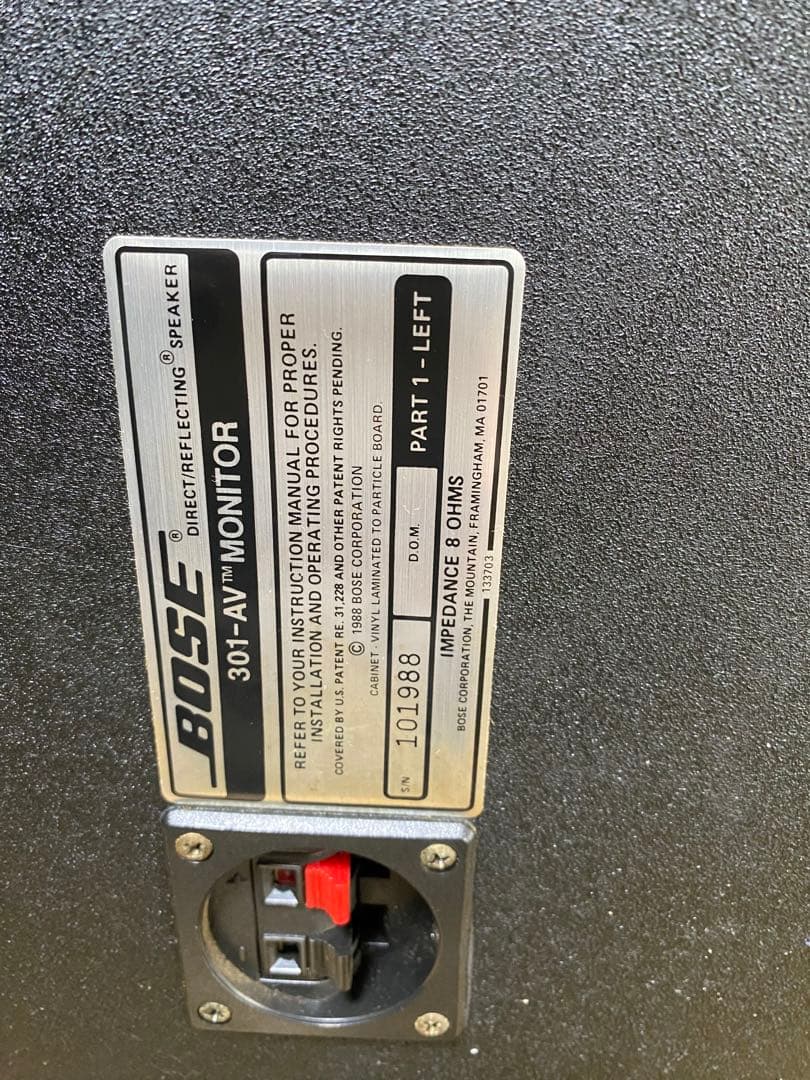 BOSE® DIRECT/REFLECTING® SPEAKER
301-AV™ MONITOR
REFER TO YOUR INSTRUCTION MANUAL FOR PROPER
INSTALLATION AND OPERATING PROCEDURES.
COVERED BY U.S. PATENT RE. 31,228 AND OTHER PATENT RIGHTS PENDING.
© 1988 BOSE CORPORATION
CABINET - VINYL LAMINATED TO PARTICLE BOARD.
S/N 101988 D.O.M. PART 1 - LEFT
IMPEDANCE 8 OHMS
BOSE CORPORATION, THE MOUNTAIN, FRAMINGHAM, MA 01701
133703